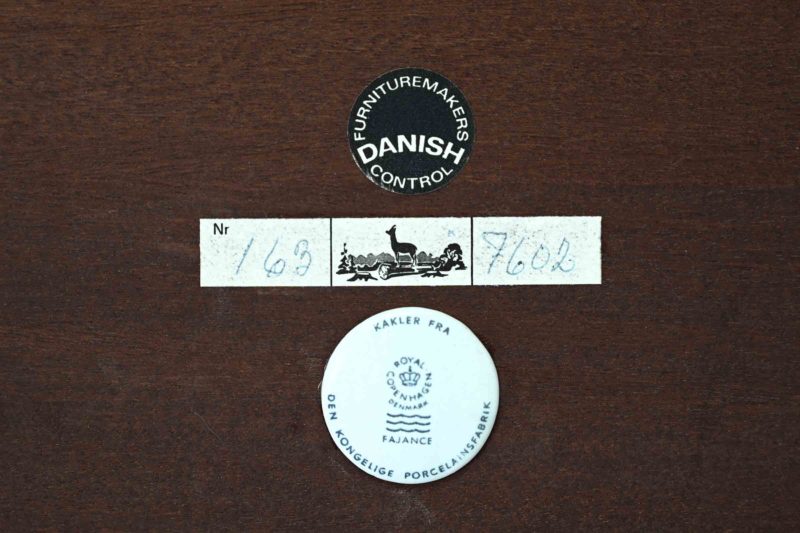 FURNITUREMAKERS
DANISH
CONTROL
Nr 163 7602
KAKLER FRA
ROYAL
COPENHAGEN
DENMARK
FAJANCE
DEN KONGELIGE PORCELAINSFABRIK